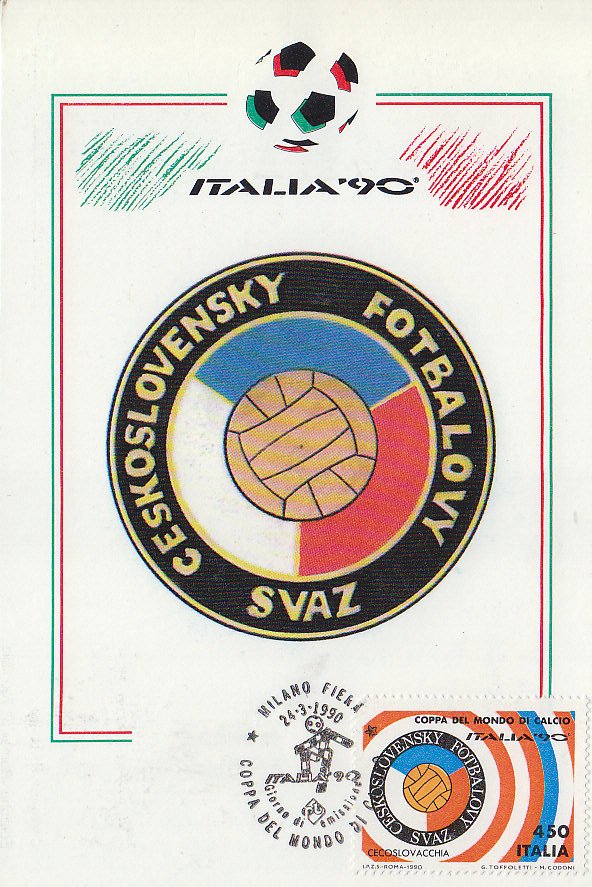 ITALIA'90®
CESKOSLOVENSKY FOTBALOVY SVAZ
MILANO FIERA
24-3-1990
ITALIA'90
Giorno di emissione
COPPA DEL MONDO DI
COPPA DEL MONDO DI CALCIO
ITALIA'90
CESKOSLOVENSKY FOTBALOVY SVAZ
450
CECOSLOVACCHIA
ITALIA
I.P.Z.S.-ROMA-1990
G. TOFFOLETTI - M. CODONI